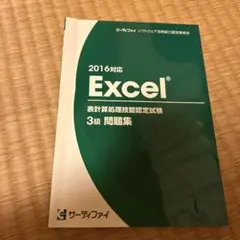 サーティファイ ソフトウェア活用能力認定委員会
2016対応
Excel®
表計算処理技能認定試験
3級 問題集
サーティファイ